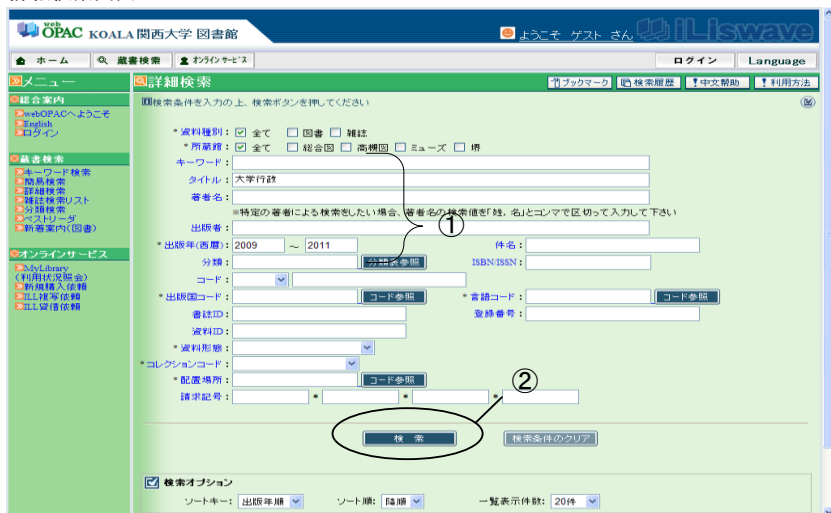 web OPAC KOALA 関西大学 図書館
ようこそ ゲスト さん iLiswave
ホーム 蔵書検索 オンラインサービス ログイン Language
メニュー
総合案内
webOPACへようこそ
English
ログイン
蔵書検索
キーワード検索
簡易検索
詳細検索
雑誌検索リスト
分類検索
ベストリーダ
新着案内(図書)
オンラインサービス
MyLibrary
(利用状況照会)
新規購入依頼
ILL複写依頼
ILL貸借依頼
詳細検索 ブックマーク 検索履歴 中文幇助 利用方法
検索条件を入力の上、検索ボタンを押してください
*資料種別: 全て 図書 雑誌
*所蔵館: 全て 総合図 高槻図 ミューズ 堺
キーワード:
タイトル: 大学行政
著者名:
※特定の著者による検索をしたい場合、著者名の検索値を「姓, 名」とコンマで区切って入力して下さい
①
出版者:
*出版年(西暦): 2009 ~ 2011 件名:
分類: 分類表参照 ISBN/ISSN:
コード:
*出版国コード: コード参照 *言語コード: コード参照
書誌ID: 登録番号:
資料ID:
*資料形態:
*コレクションコード:
*配置場所: コード参照
②
請求記号: * * *
検索 検索条件のクリア
検索オプション
ソートキー: 出版年順 ソート順: 降順 一覧表示件数: 20件